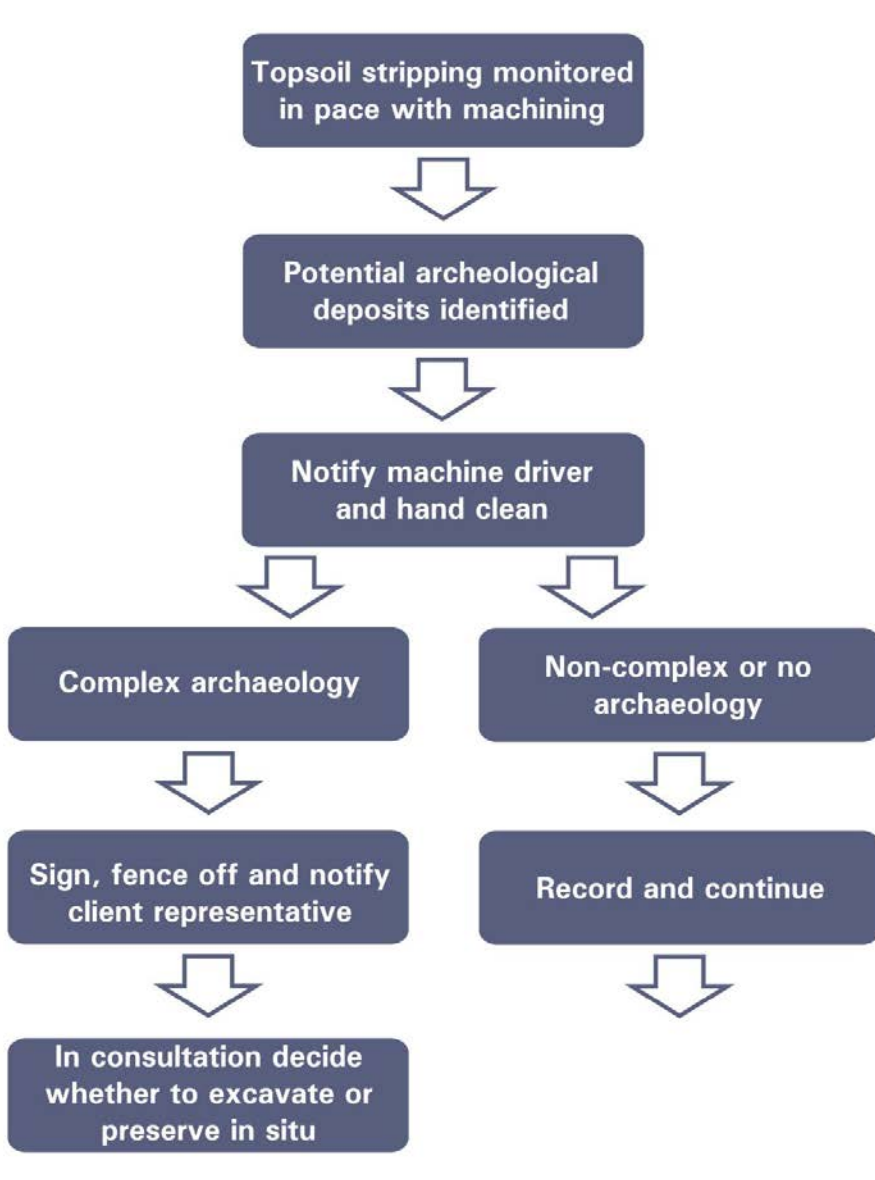 Topsoil stripping monitored
in pace with machining
Potential archeological
deposits identified
Notify machine driver
and hand clean
Complex archaeology
Non-complex or no
archaeology
Sign, fence off and notify
client representative
Record and continue
In consultation decide
whether to excavate or
preserve in situ